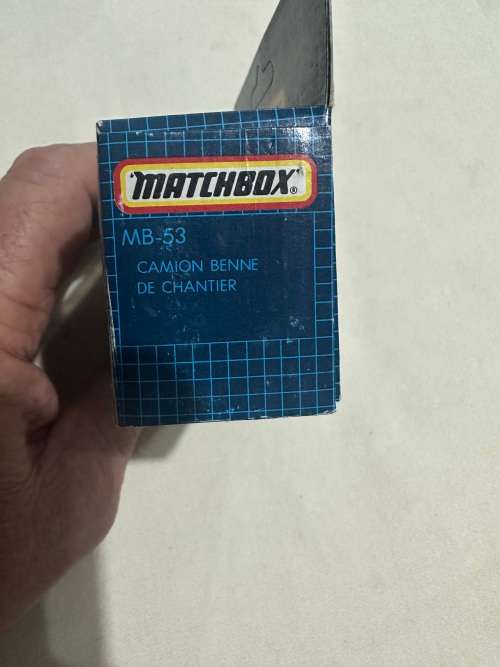 "MATCHBOX"®
MB-53
CAMION BENNE
DE CHANTIER